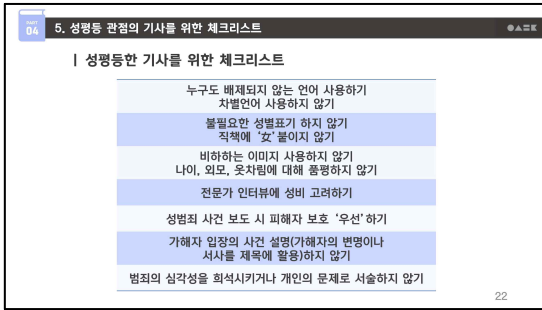 PART
04
5. 성평등 관점의 기사를 위한 체크리스트
| 성평등한 기사를 위한 체크리스트
누구도 배제되지 않는 언어 사용하기
차별언어 사용하지 않기
불필요한 성별표기 하지 않기
직책에 ‘女’ 붙이지 않기
비하하는 이미지 사용하지 않기
나이, 외모, 옷차림에 대해 품평하지 않기
전문가 인터뷰에 성비 고려하기
성범죄 사건 보도 시 피해자 보호 ‘우선’ 하기
가해자 입장의 사건 설명(가해자의 변명이나
서사를 제목에 활용)하지 않기
범죄의 심각성을 희석시키거나 개인의 문제로 서술하지 않기
22